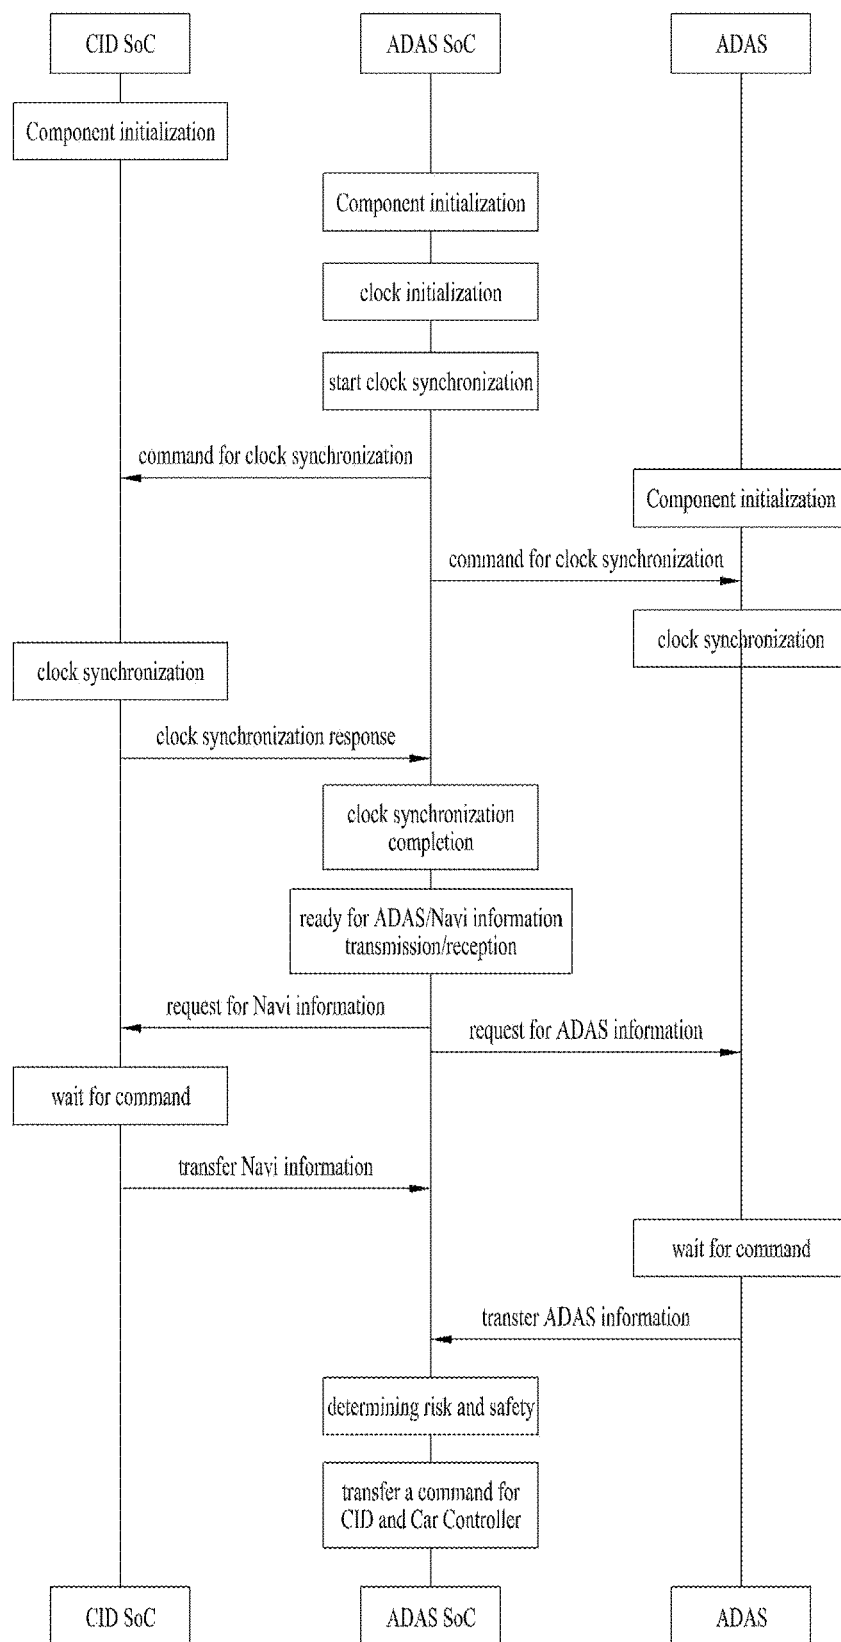 CID SoC
ADAS SoC
ADAS
Component initialization
Component initialization
clock initialization
start clock synchronization
command for clock synchronization
Component initialization
command for clock synchronization
clock synchronization
clock synchronization
clock synchronization response
clock synchronization
completion
ready for ADAS/Navi information
transmission/reception
request for Navi information
request for ADAS information
wait for command
transfer Navi information
wait for command
transter ADAS information
determining risk and safety
transfer a command for
CID and Car Controller
CID SoC
ADAS SoC
ADAS